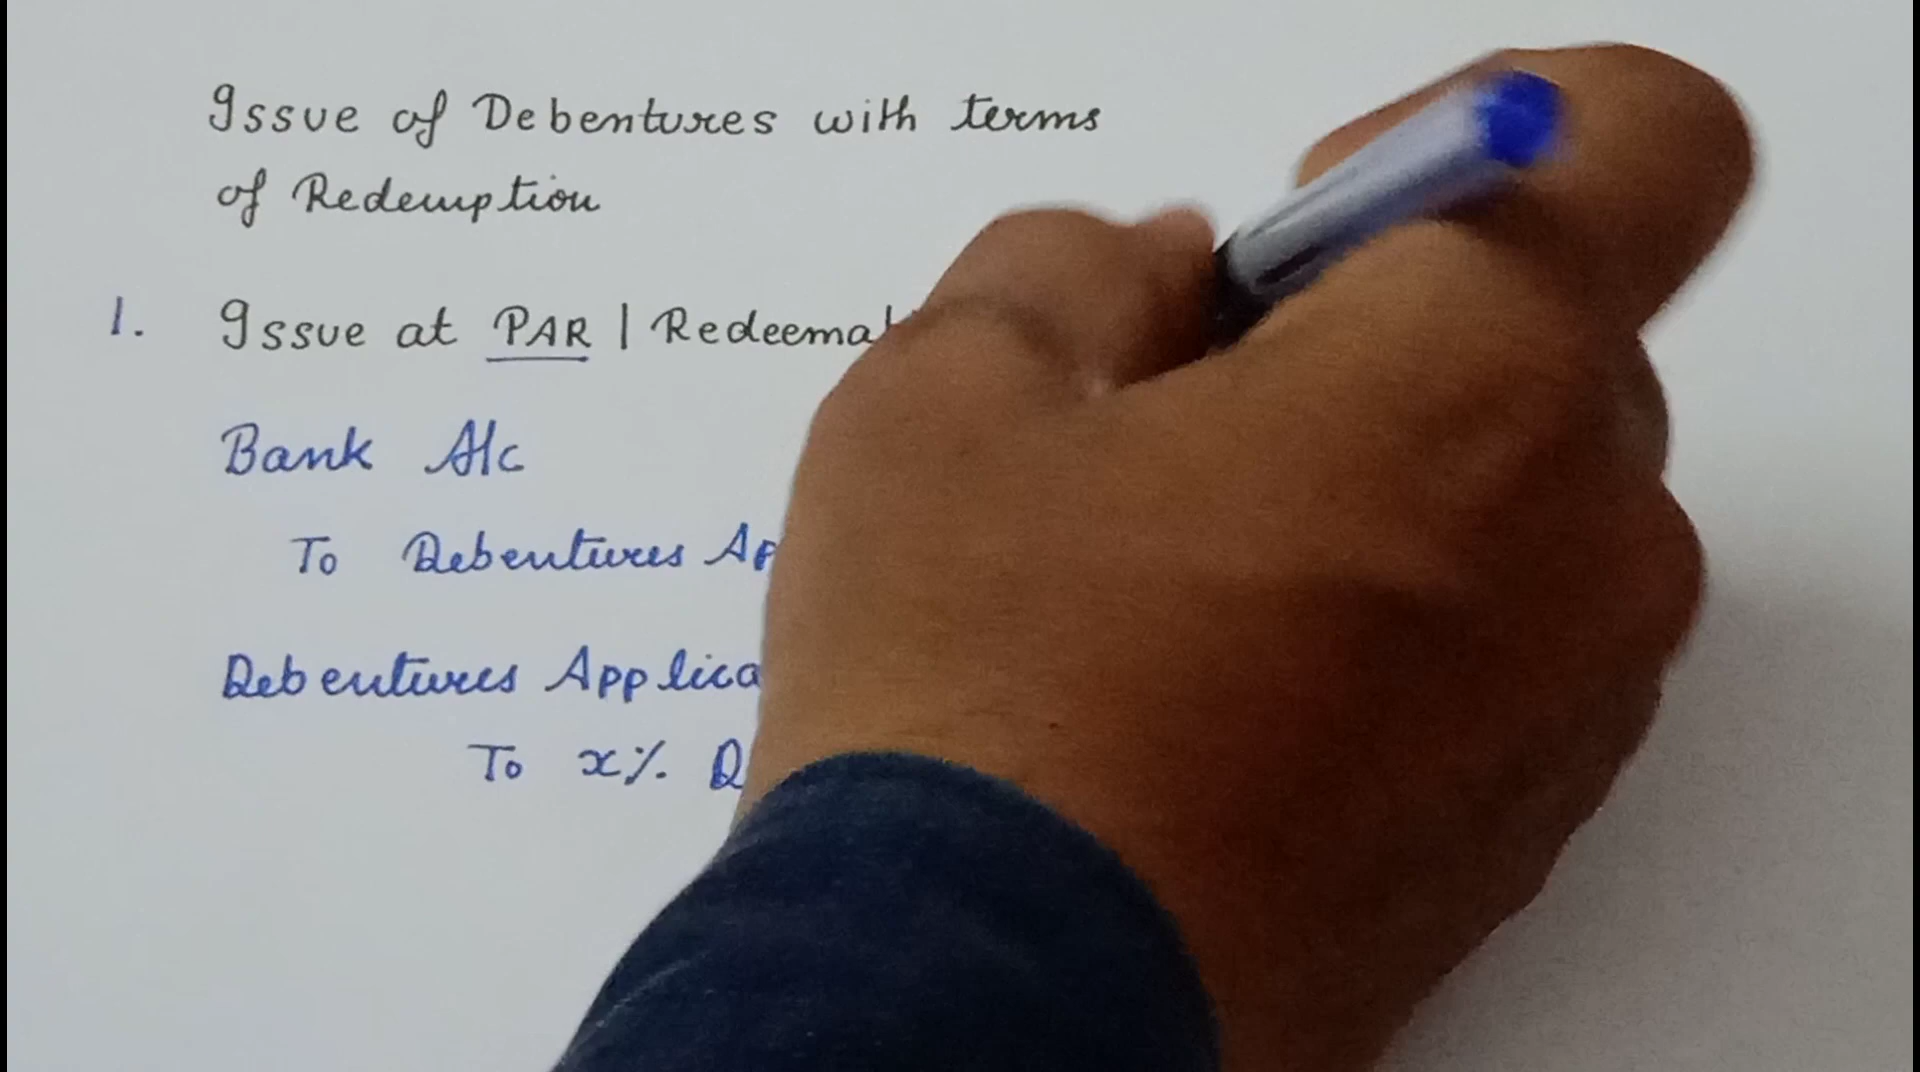 Issue of Debentures with terms
of Redemption
1. Issue at PAR | Redeema
Bank A/c
To Debentures Ap
Debentures Applica
To x% D